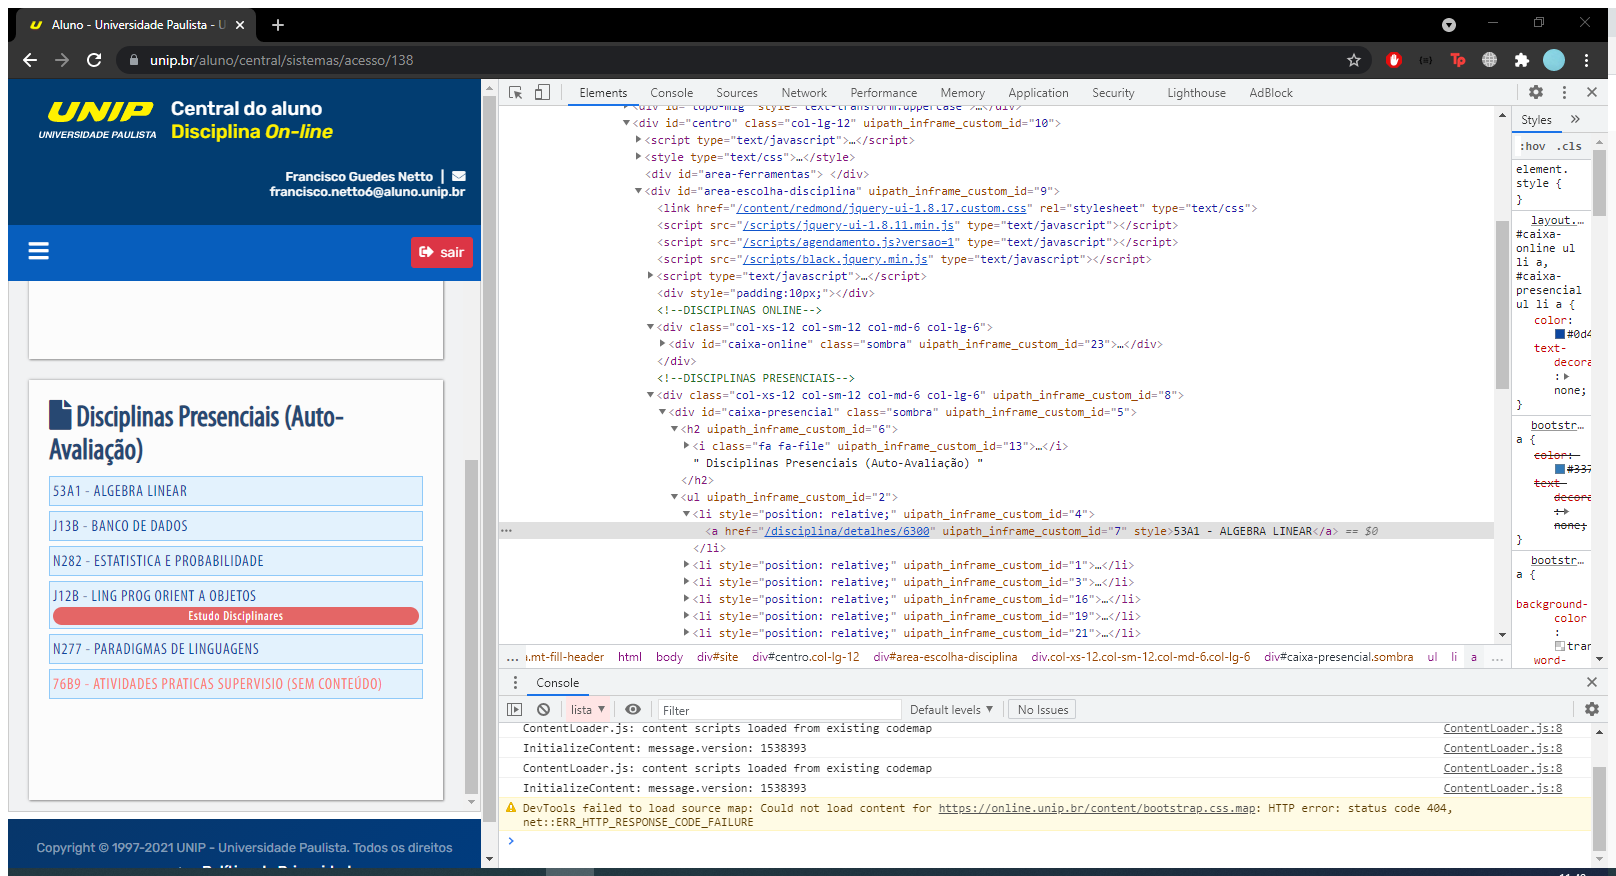 Aluno - Universidade Paulista - U
unip.br/aluno/central/sistemas/acesso/138
UNIP
UNIVERSIDADE PAULISTA
Central do aluno
Disciplina On-line
Francisco Guedes Netto |
francisco.netto6@aluno.unip.br
sair
Disciplinas Presenciais (Auto-
Avaliação)
53A1 - ALGEBRA LINEAR
J13B - BANCO DE DADOS
N282 - ESTATISTICA E PROBABILIDADE
J12B - LING PROG ORIENT A OBJETOS
Estudo Disciplinares
N277 - PARADIGMAS DE LINGUAGENS
76B9 - ATIVIDADES PRATICAS SUPERVISIO (SEM CONTEÚDO)
Copyright © 1997-2021 UNIP - Universidade Paulista. Todos os direitos
Elements Console Sources Network Performance Memory Application Security Lighthouse AdBlock
<div id="topo-mig" style="text-transform:uppercase">…</div>
<div id="centro" class="col-lg-12" uipath_inframe_custom_id="10">
<script type="text/javascript">…</script>
<style type="text/css">…</style>
<div id="area-ferramentas"> </div>
<div id="area-escolha-disciplina" uipath_inframe_custom_id="9">
<link href="/content/redmond/jquery-ui-1.8.17.custom.css" rel="stylesheet" type="text/css">
<script src="/scripts/jquery-ui-1.8.11.min.js" type="text/javascript"></script>
<script src="/scripts/agendamento.js?versao=1" type="text/javascript"></script>
<script src="/scripts/black.jquery.min.js" type="text/javascript"></script>
<script type="text/javascript">…</script>
<div style="padding:10px;"></div>
<!--DISCIPLINAS ONLINE-->
<div class="col-xs-12 col-sm-12 col-md-6 col-lg-6">
<div id="caixa-online" class="sombra" uipath_inframe_custom_id="23">…</div>
</div>
<!--DISCIPLINAS PRESENCIAIS-->
<div class="col-xs-12 col-sm-12 col-md-6 col-lg-6" uipath_inframe_custom_id="8">
<div id="caixa-presencial" class="sombra" uipath_inframe_custom_id="5">
<h2 uipath_inframe_custom_id="6">
<i class="fa fa-file" uipath_inframe_custom_id="13">…</i>
" Disciplinas Presenciais (Auto-Avaliação) "
</h2>
<ul uipath_inframe_custom_id="2">
<li style="position: relative;" uipath_inframe_custom_id="4">
<a href="/disciplina/detalhes/6300" uipath_inframe_custom_id="7" style>53A1 - ALGEBRA LINEAR</a> == $0
</li>
<li style="position: relative;" uipath_inframe_custom_id="1">…</li>
<li style="position: relative;" uipath_inframe_custom_id="3">…</li>
<li style="position: relative;" uipath_inframe_custom_id="16">…</li>
<li style="position: relative;" uipath_inframe_custom_id="19">…</li>
<li style="position: relative;" uipath_inframe_custom_id="21">…</li>
… ı.mt-fill-header html body div#site div#centro.col-lg-12 div#area-escolha-disciplina div.col-xs-12.col-sm-12.col-md-6.col-lg-6 div#caixa-presencial.sombra ul li a …
Styles »
:hov .cls
element.
style {
}
layout.…
#caixa-
online ul
li a,
#caixa-
presencial
ul li a {
color:
#0d4
text-
decora
:
none;
}
bootst…
a {
color:
#337
text-
decora
:
none;
}
bootst…
a {
background-
color
:
tran
word-
Console
lista ▼ Filter Default levels ▼ No Issues
ContentLoader.js: content scripts loaded from existing codemap ContentLoader.js:8
InitializeContent: message.version: 1538393 ContentLoader.js:8
ContentLoader.js: content scripts loaded from existing codemap ContentLoader.js:8
InitializeContent: message.version: 1538393 ContentLoader.js:8
DevTools failed to load source map: Could not load content for https://online.unip.br/content/bootstrap.css.map: HTTP error: status code 404,
net::ERR_HTTP_RESPONSE_CODE_FAILURE